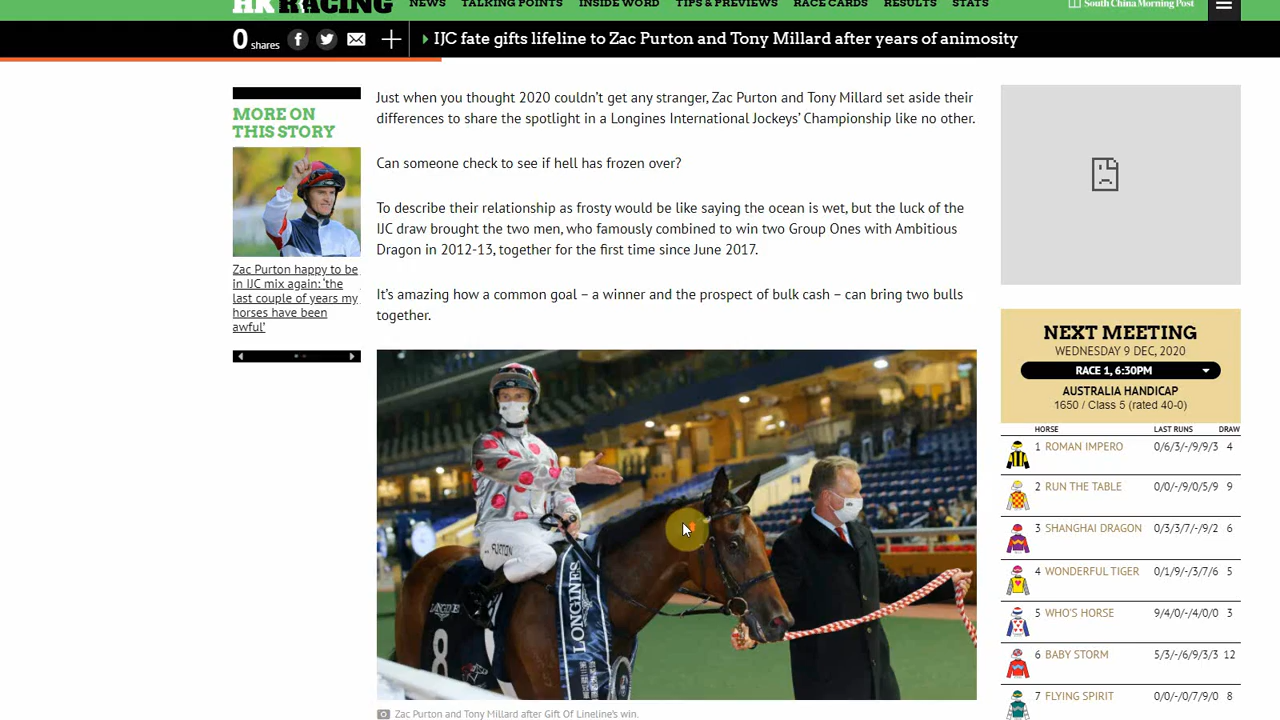 HK RACING
NEWS TALKING POINTS INSIDE WORD TIPS & PREVIEWS RACE CARDS RESULTS STATS
South China Morning Post
0 shares
IJC fate gifts lifeline to Zac Purton and Tony Millard after years of animosity
MORE ON
THIS STORY
Zac Purton happy to be
in IJC mix again: ‘the
last couple of years my
horses have been
awful’
Just when you thought 2020 couldn’t get any stranger, Zac Purton and Tony Millard set aside their
differences to share the spotlight in a Longines International Jockeys’ Championship like no other.
Can someone check to see if hell has frozen over?
To describe their relationship as frosty would be like saying the ocean is wet, but the luck of the
IJC draw brought the two men, who famously combined to win two Group Ones with Ambitious
Dragon in 2012-13, together for the first time since June 2017.
It’s amazing how a common goal – a winner and the prospect of bulk cash – can bring two bulls
together.
PURTON
LONGINES
LONGINES
8
Zac Purton and Tony Millard after Gift Of Lineline’s win.
NEXT MEETING
WEDNESDAY 9 DEC, 2020
RACE 1, 6:30PM
AUSTRALIA HANDICAP
1650 / Class 5 (rated 40-0)
HORSE LAST RUNS DRAW
1 ROMAN IMPERO 0/6/3/-/9/9/3 4
2 RUN THE TABLE 0/0/-/9/0/5/9 9
3 SHANGHAI DRAGON 0/3/3/7/-/9/2 6
4 WONDERFUL TIGER 0/1/9/-/3/7/6 5
5 WHO'S HORSE 9/4/0/-/4/0/0 3
6 BABY STORM 5/3/-/6/9/3/3 12
7 FLYING SPIRIT 0/0/-/0/7/9/0 8